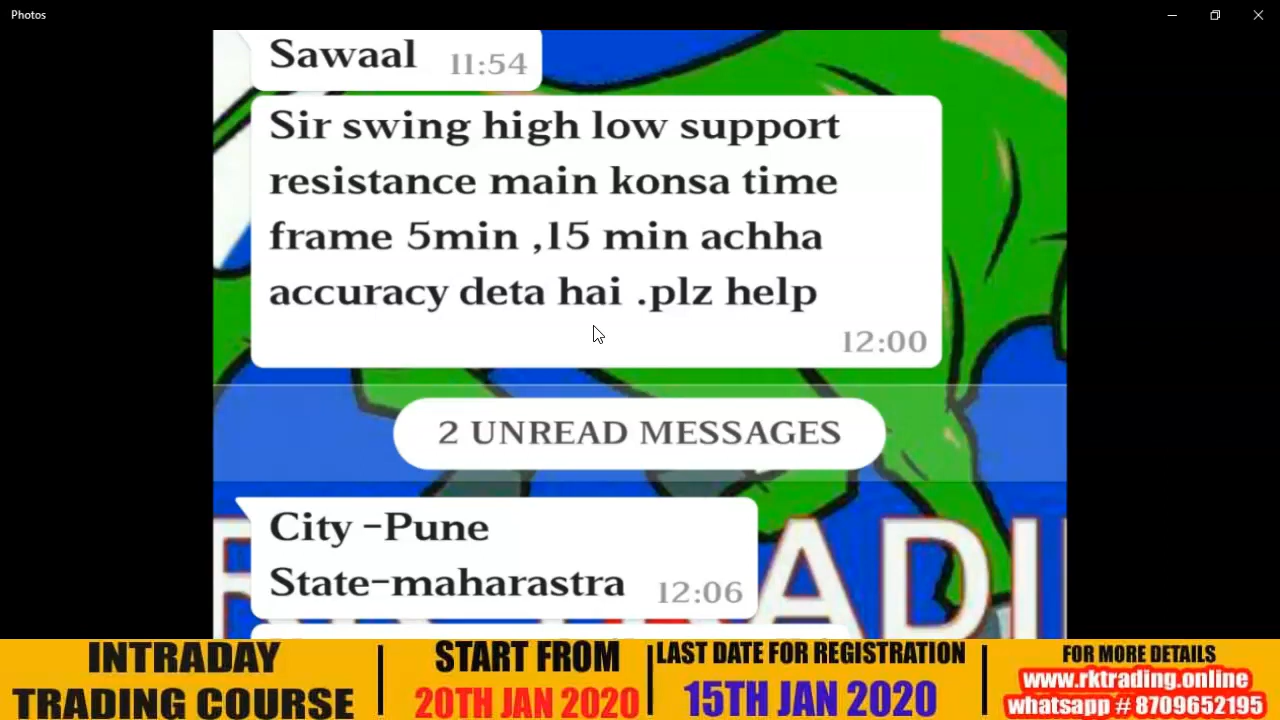 Photos
Sawaal 11:54
Sir swing high low support
resistance main konsa time
frame 5min ,15 min achha
accuracy deta hai .plz help
12:00
2 UNREAD MESSAGES
City -Pune
State-maharastra 12:06
INTRADAY
TRADING COURSE
START FROM
20TH JAN 2020
LAST DATE FOR REGISTRATION
15TH JAN 2020
FOR MORE DETAILS
www.rktrading.online
whatsapp # 8709652195